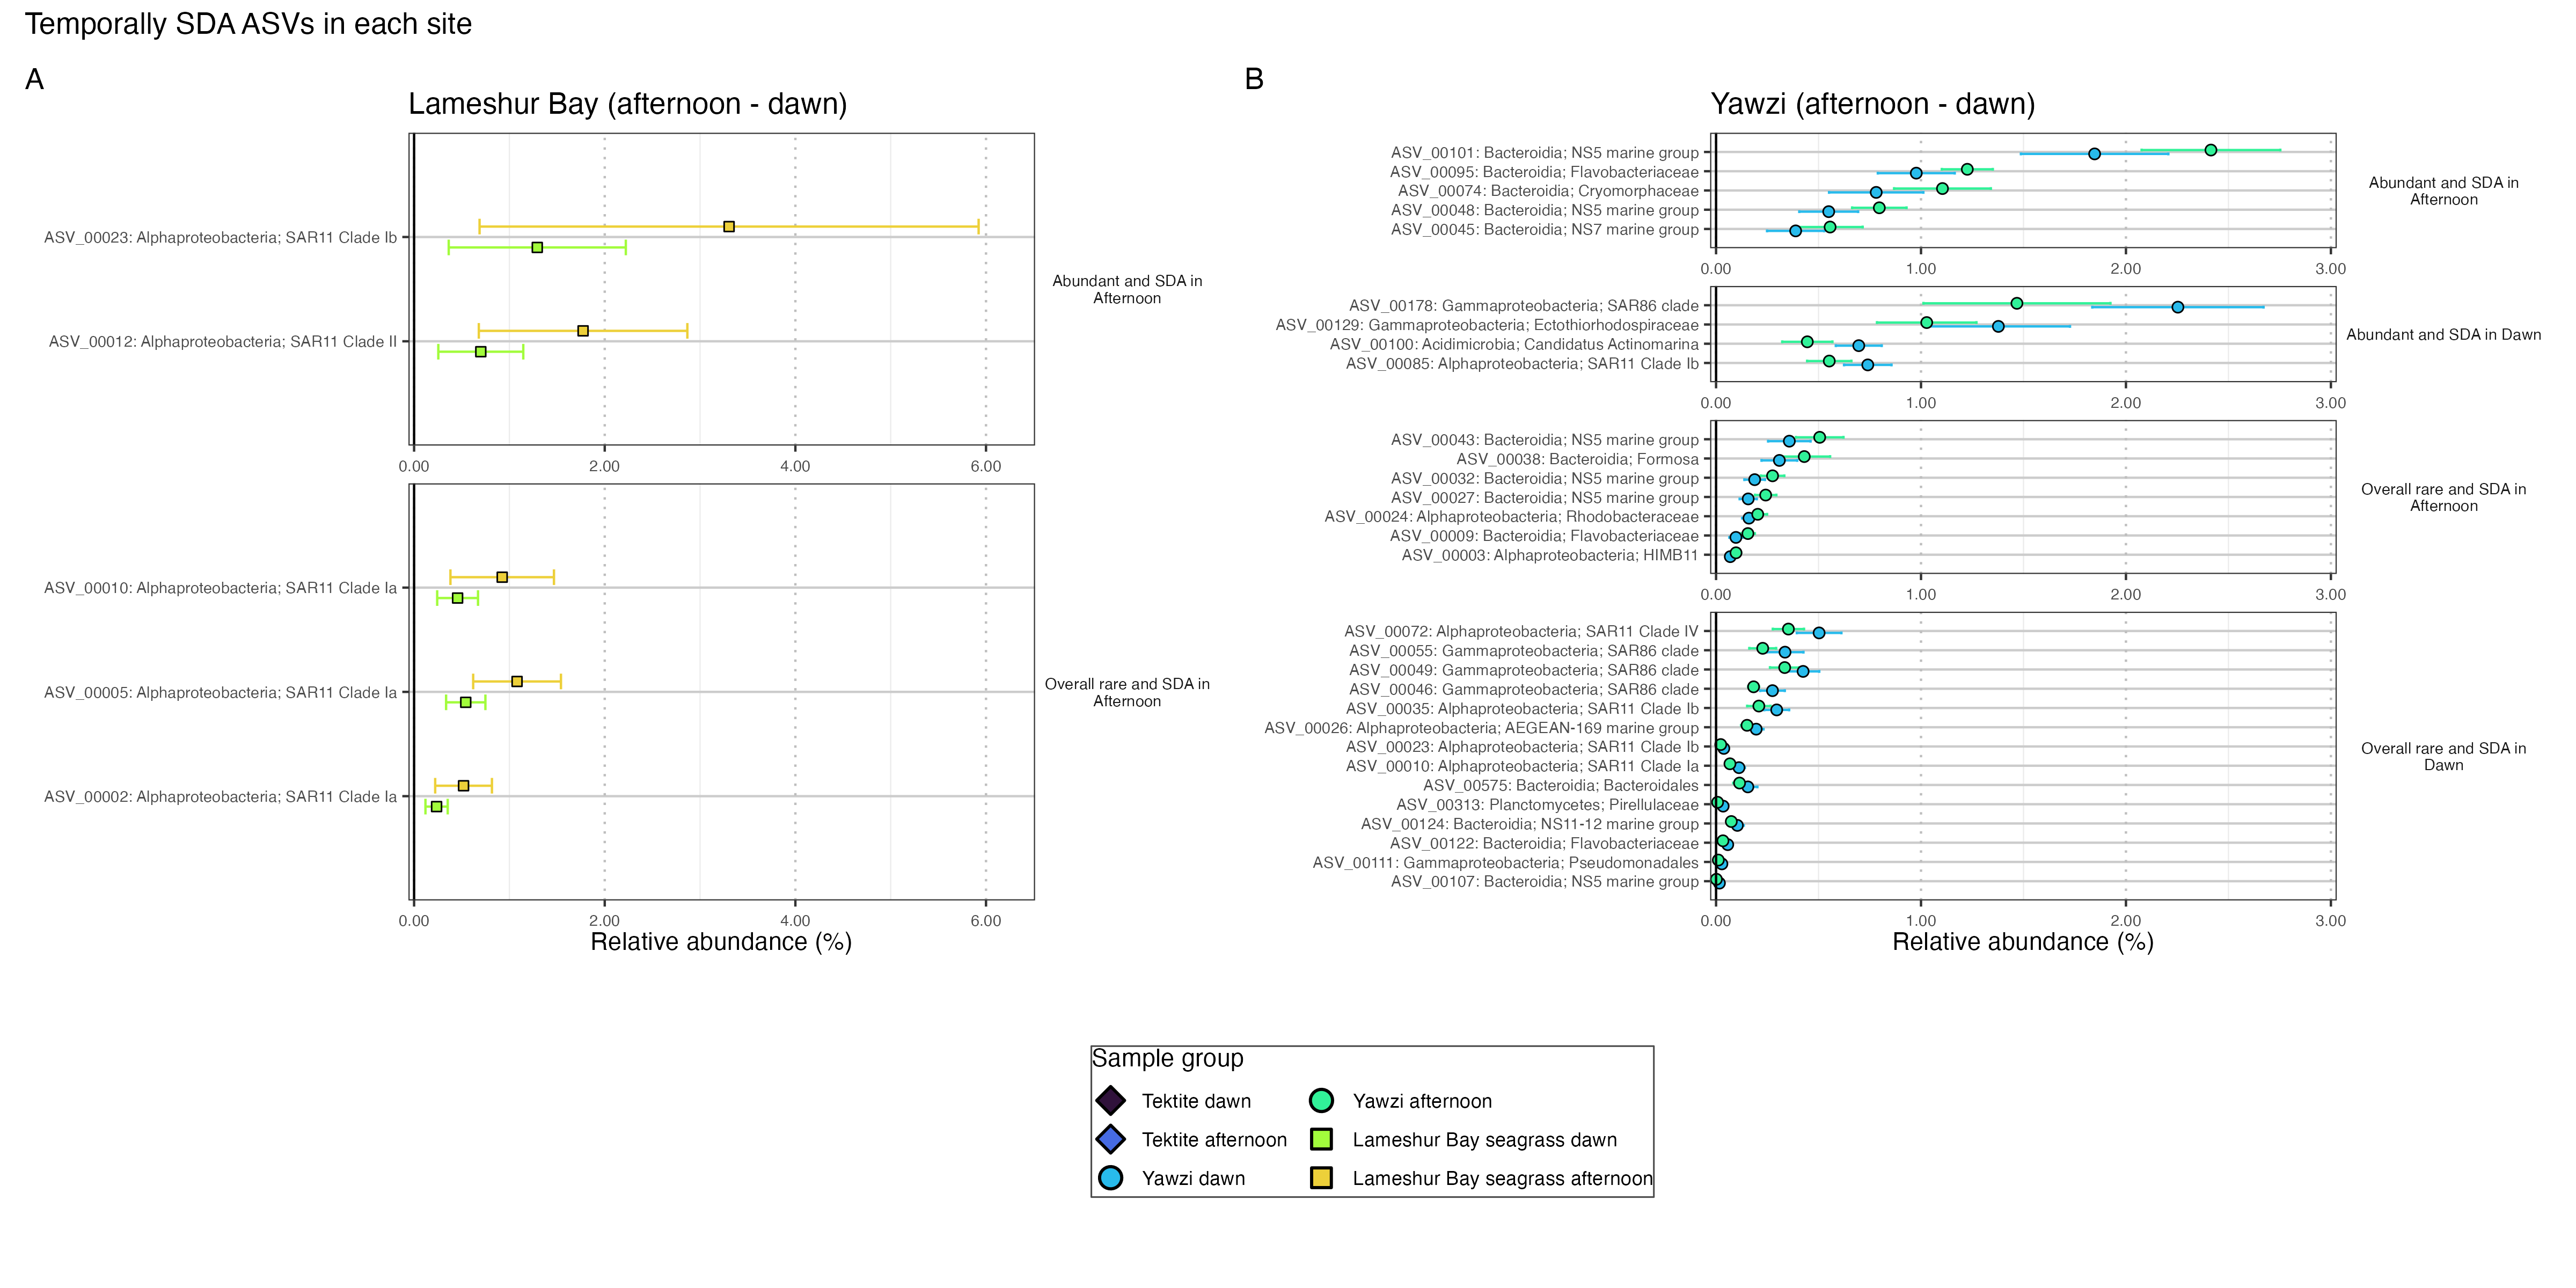 Temporally SDA ASVs in each site
A
Lameshur Bay (afternoon - dawn)
ASV_00023: Alphaproteobacteria; SAR11 Clade Ib
ASV_00012: Alphaproteobacteria; SAR11 Clade II
Abundant and SDA in
Afternoon
0.00 2.00 4.00 6.00
ASV_00010: Alphaproteobacteria; SAR11 Clade Ia
ASV_00005: Alphaproteobacteria; SAR11 Clade Ia
ASV_00002: Alphaproteobacteria; SAR11 Clade Ia
Overall rare and SDA in
Afternoon
0.00 2.00 4.00 6.00
Relative abundance (%)
B
Yawzi (afternoon - dawn)
ASV_00101: Bacteroidia; NS5 marine group
ASV_00095: Bacteroidia; Flavobacteriaceae
ASV_00074: Bacteroidia; Cryomorphaceae
ASV_00048: Bacteroidia; NS5 marine group
ASV_00045: Bacteroidia; NS7 marine group
Abundant and SDA in
Afternoon
0.00 1.00 2.00 3.00
ASV_00178: Gammaproteobacteria; SAR86 clade
ASV_00129: Gammaproteobacteria; Ectothiorhodospiraceae
ASV_00100: Acidimicrobia; Candidatus Actinomarina
ASV_00085: Alphaproteobacteria; SAR11 Clade Ib
Abundant and SDA in Dawn
0.00 1.00 2.00 3.00
ASV_00043: Bacteroidia; NS5 marine group
ASV_00038: Bacteroidia; Formosa
ASV_00032: Bacteroidia; NS5 marine group
ASV_00027: Bacteroidia; NS5 marine group
ASV_00024: Alphaproteobacteria; Rhodobacteraceae
ASV_00009: Bacteroidia; Flavobacteriaceae
ASV_00003: Alphaproteobacteria; HIMB11
Overall rare and SDA in
Afternoon
0.00 1.00 2.00 3.00
ASV_00072: Alphaproteobacteria; SAR11 Clade IV
ASV_00055: Gammaproteobacteria; SAR86 clade
ASV_00049: Gammaproteobacteria; SAR86 clade
ASV_00046: Gammaproteobacteria; SAR86 clade
ASV_00035: Alphaproteobacteria; SAR11 Clade Ib
ASV_00026: Alphaproteobacteria; AEGEAN-169 marine group
ASV_00023: Alphaproteobacteria; SAR11 Clade Ib
ASV_00010: Alphaproteobacteria; SAR11 Clade Ia
ASV_00575: Bacteroidia; Bacteroidales
ASV_00313: Planctomycetes; Pirellulaceae
ASV_00124: Bacteroidia; NS11-12 marine group
ASV_00122: Bacteroidia; Flavobacteriaceae
ASV_00111: Gammaproteobacteria; Pseudomonadales
ASV_00107: Bacteroidia; NS5 marine group
Overall rare and SDA in
Dawn
0.00 1.00 2.00 3.00
Relative abundance (%)
Sample group
Tektite dawn
Tektite afternoon
Yawzi dawn
Yawzi afternoon
Lameshur Bay seagrass dawn
Lameshur Bay seagrass afternoon